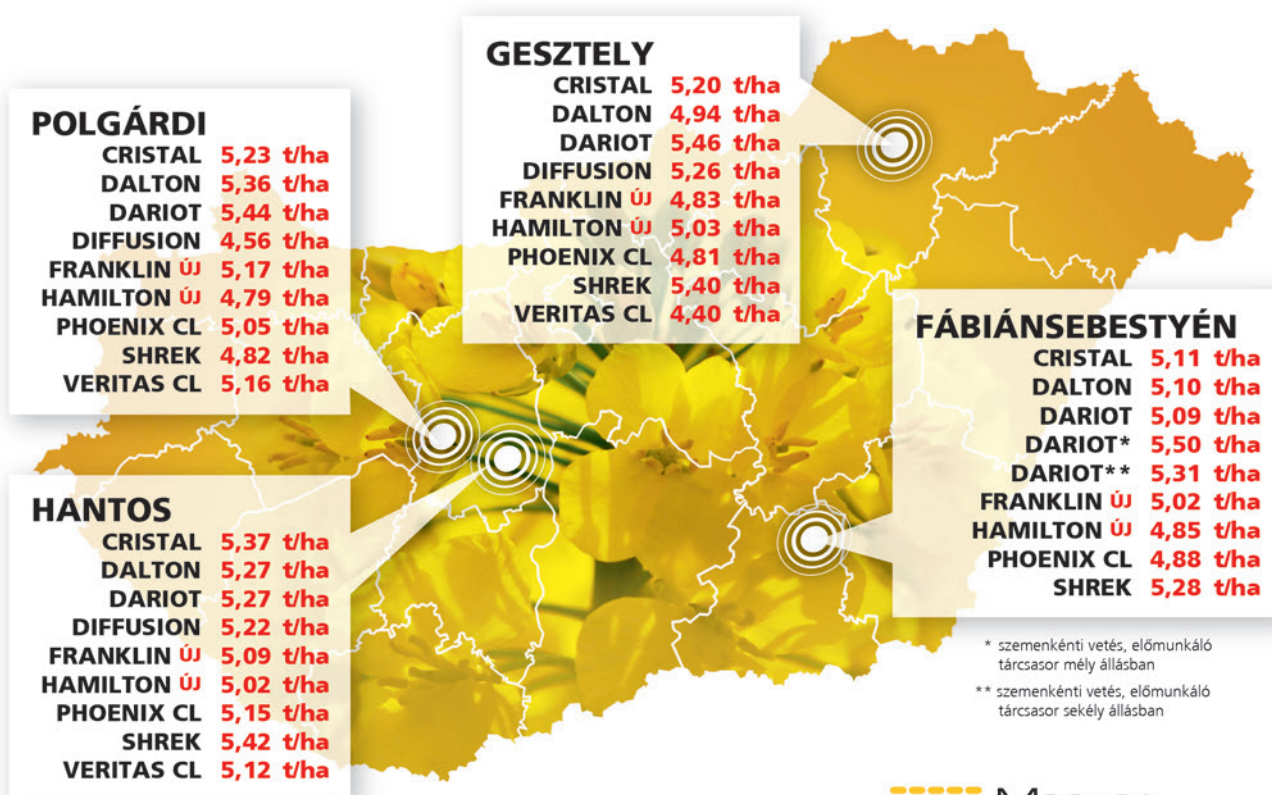 GESZTELY
CRISTAL 5,20 t/ha
DALTON 4,94 t/ha
DARIOT 5,46 t/ha
DIFFUSION 5,26 t/ha
FRANKLIN ÚJ 4,83 t/ha
HAMILTON ÚJ 5,03 t/ha
PHOENIX CL 4,81 t/ha
SHREK 5,40 t/ha
VERITAS CL 4,40 t/ha
POLGÁRDI
CRISTAL 5,23 t/ha
DALTON 5,36 t/ha
DARIOT 5,44 t/ha
DIFFUSION 4,56 t/ha
FRANKLIN ÚJ 5,17 t/ha
HAMILTON ÚJ 4,79 t/ha
PHOENIX CL 5,05 t/ha
SHREK 4,82 t/ha
VERITAS CL 5,16 t/ha
FÁBIÁNSEBESTYÉN
CRISTAL 5,11 t/ha
DALTON 5,10 t/ha
DARIOT 5,09 t/ha
DARIOT* 5,50 t/ha
DARIOT** 5,31 t/ha
FRANKLIN ÚJ 5,02 t/ha
HAMILTON ÚJ 4,85 t/ha
PHOENIX CL 4,88 t/ha
SHREK 5,28 t/ha
HANTOS
CRISTAL 5,37 t/ha
DALTON 5,27 t/ha
DARIOT 5,27 t/ha
DIFFUSION 5,22 t/ha
FRANKLIN ÚJ 5,09 t/ha
HAMILTON ÚJ 5,02 t/ha
PHOENIX CL 5,15 t/ha
SHREK 5,42 t/ha
VERITAS CL 5,12 t/ha
* szemenkénti vetés, előmunkáló
tárcsasor mély állásban
** szemenkénti vetés, előmunkáló
tárcsasor sekély állásban